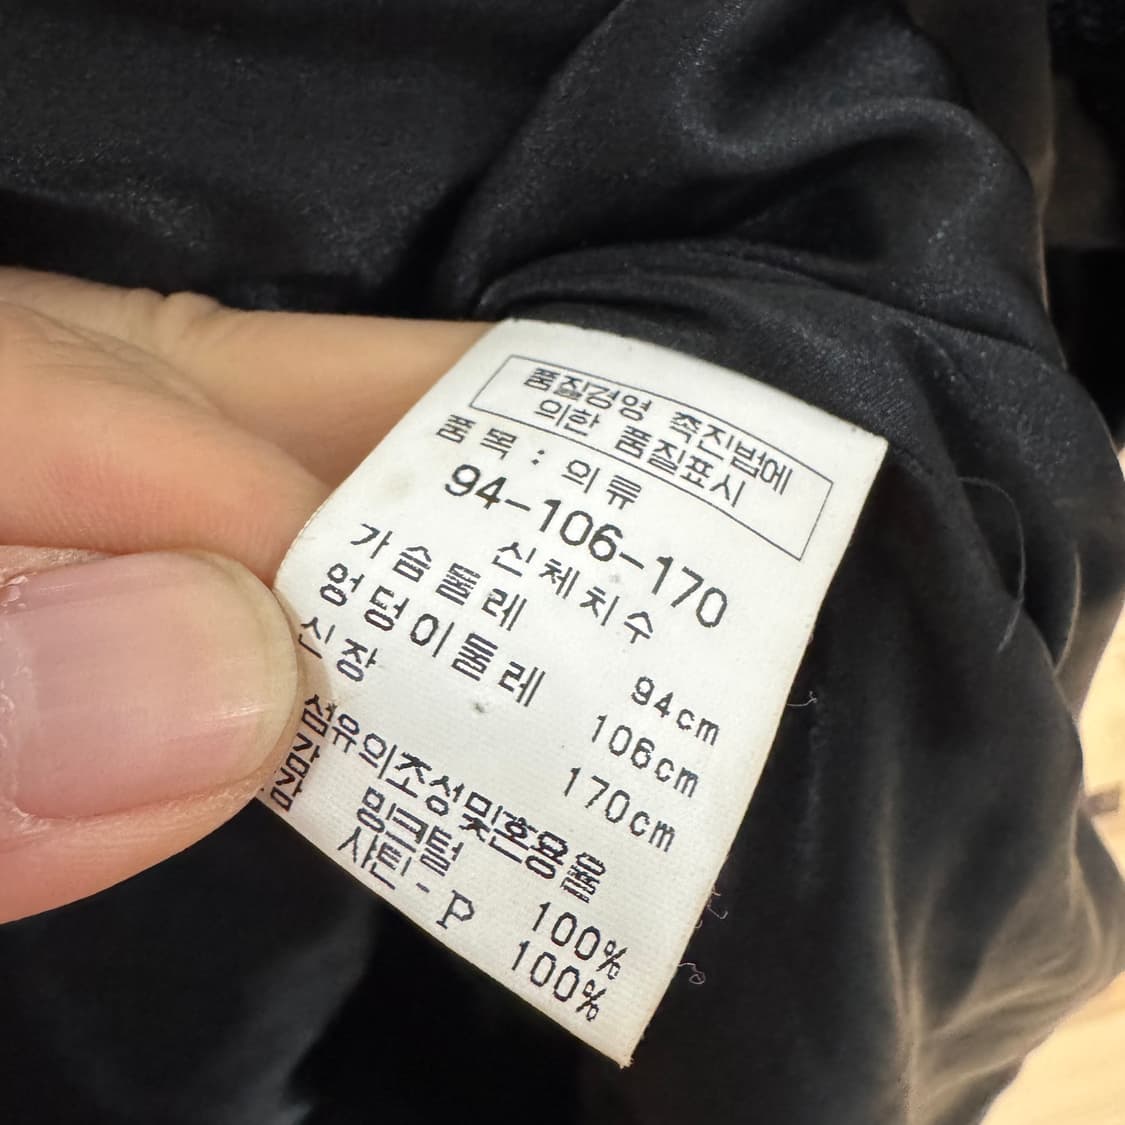 품질경영 촉진법에
의한 품질표시
품 목 : 의 류
94-106-170
신 체 치 수
가 슴 둘 레 94cm
엉 덩 이 둘 레 106cm
신 장 170cm
섬유의조성및혼용율
밍크털 100%
사틴-P 100%